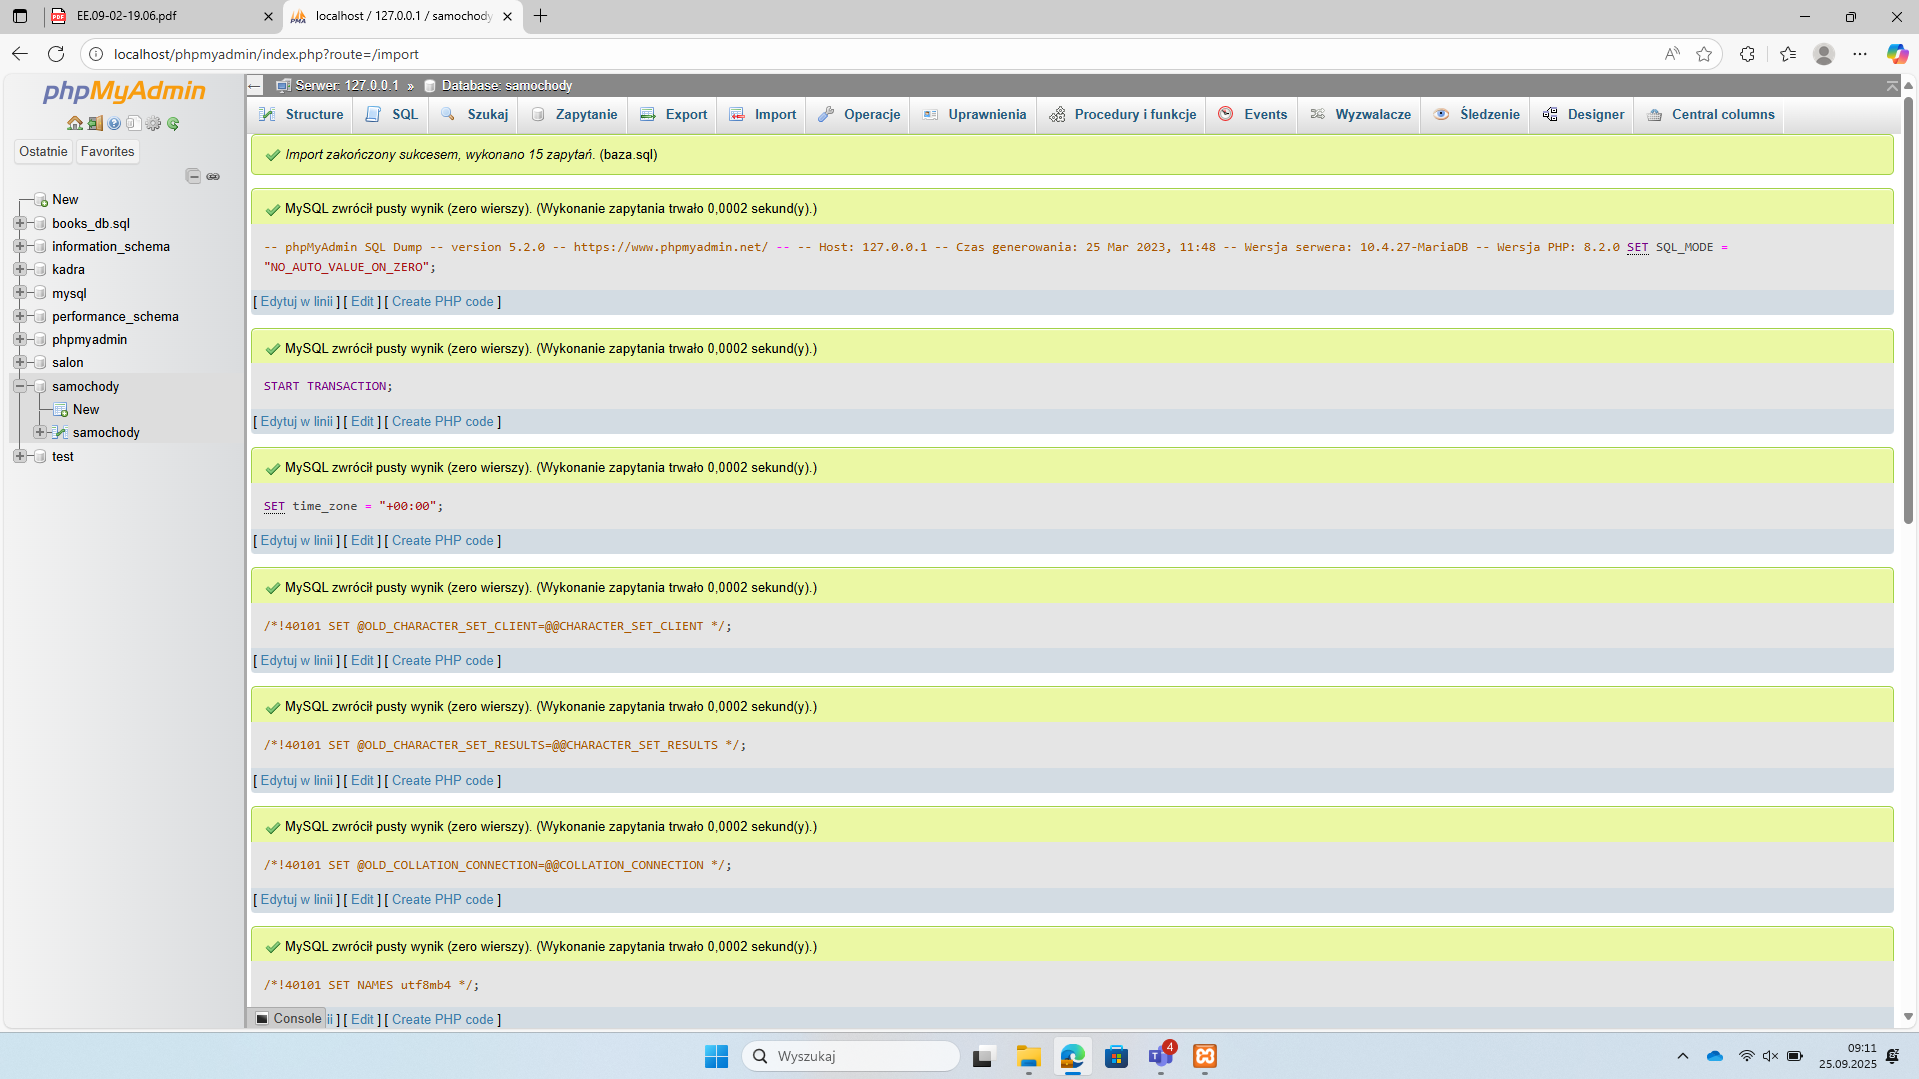 EE.09-02-19.06.pdf
localhost / 127.0.0.1 / samochody
localhost/phpmyadmin/index.php?route=/import
phpMyAdmin
Ostatnie Favorites
New
books_db.sql
information_schema
kadra
mysql
performance_schema
phpmyadmin
salon
samochody
New
samochody
test
Serwer: 127.0.0.1 » Database: samochody
Structure SQL Szukaj Zapytanie Export Import Operacje Uprawnienia Procedury i funkcje Events Wyzwalacze Śledzenie Designer Central columns
Import zakończony sukcesem, wykonano 15 zapytań. (baza.sql)
MySQL zwrócił pusty wynik (zero wierszy). (Wykonanie zapytania trwało 0,0002 sekund(y).)
-- phpMyAdmin SQL Dump -- version 5.2.0 -- https://www.phpmyadmin.net/ -- -- Host: 127.0.0.1 -- Czas generowania: 25 Mar 2023, 11:48 -- Wersja serwera: 10.4.27-MariaDB -- Wersja PHP: 8.2.0 SET SQL_MODE =
"NO_AUTO_VALUE_ON_ZERO";
[ Edytuj w linii ] [ Edit ] [ Create PHP code ]
MySQL zwrócił pusty wynik (zero wierszy). (Wykonanie zapytania trwało 0,0002 sekund(y).)
START TRANSACTION;
[ Edytuj w linii ] [ Edit ] [ Create PHP code ]
MySQL zwrócił pusty wynik (zero wierszy). (Wykonanie zapytania trwało 0,0002 sekund(y).)
SET time_zone = "+00:00";
[ Edytuj w linii ] [ Edit ] [ Create PHP code ]
MySQL zwrócił pusty wynik (zero wierszy). (Wykonanie zapytania trwało 0,0002 sekund(y).)
/*!40101 SET @OLD_CHARACTER_SET_CLIENT=@@CHARACTER_SET_CLIENT */;
[ Edytuj w linii ] [ Edit ] [ Create PHP code ]
MySQL zwrócił pusty wynik (zero wierszy). (Wykonanie zapytania trwało 0,0002 sekund(y).)
/*!40101 SET @OLD_CHARACTER_SET_RESULTS=@@CHARACTER_SET_RESULTS */;
[ Edytuj w linii ] [ Edit ] [ Create PHP code ]
MySQL zwrócił pusty wynik (zero wierszy). (Wykonanie zapytania trwało 0,0002 sekund(y).)
/*!40101 SET @OLD_COLLATION_CONNECTION=@@COLLATION_CONNECTION */;
[ Edytuj w linii ] [ Edit ] [ Create PHP code ]
MySQL zwrócił pusty wynik (zero wierszy). (Wykonanie zapytania trwało 0,0002 sekund(y).)
/*!40101 SET NAMES utf8mb4 */;
Console ii ] [ Edit ] [ Create PHP code ]
Wyszukaj
4
09:11
25.09.2025